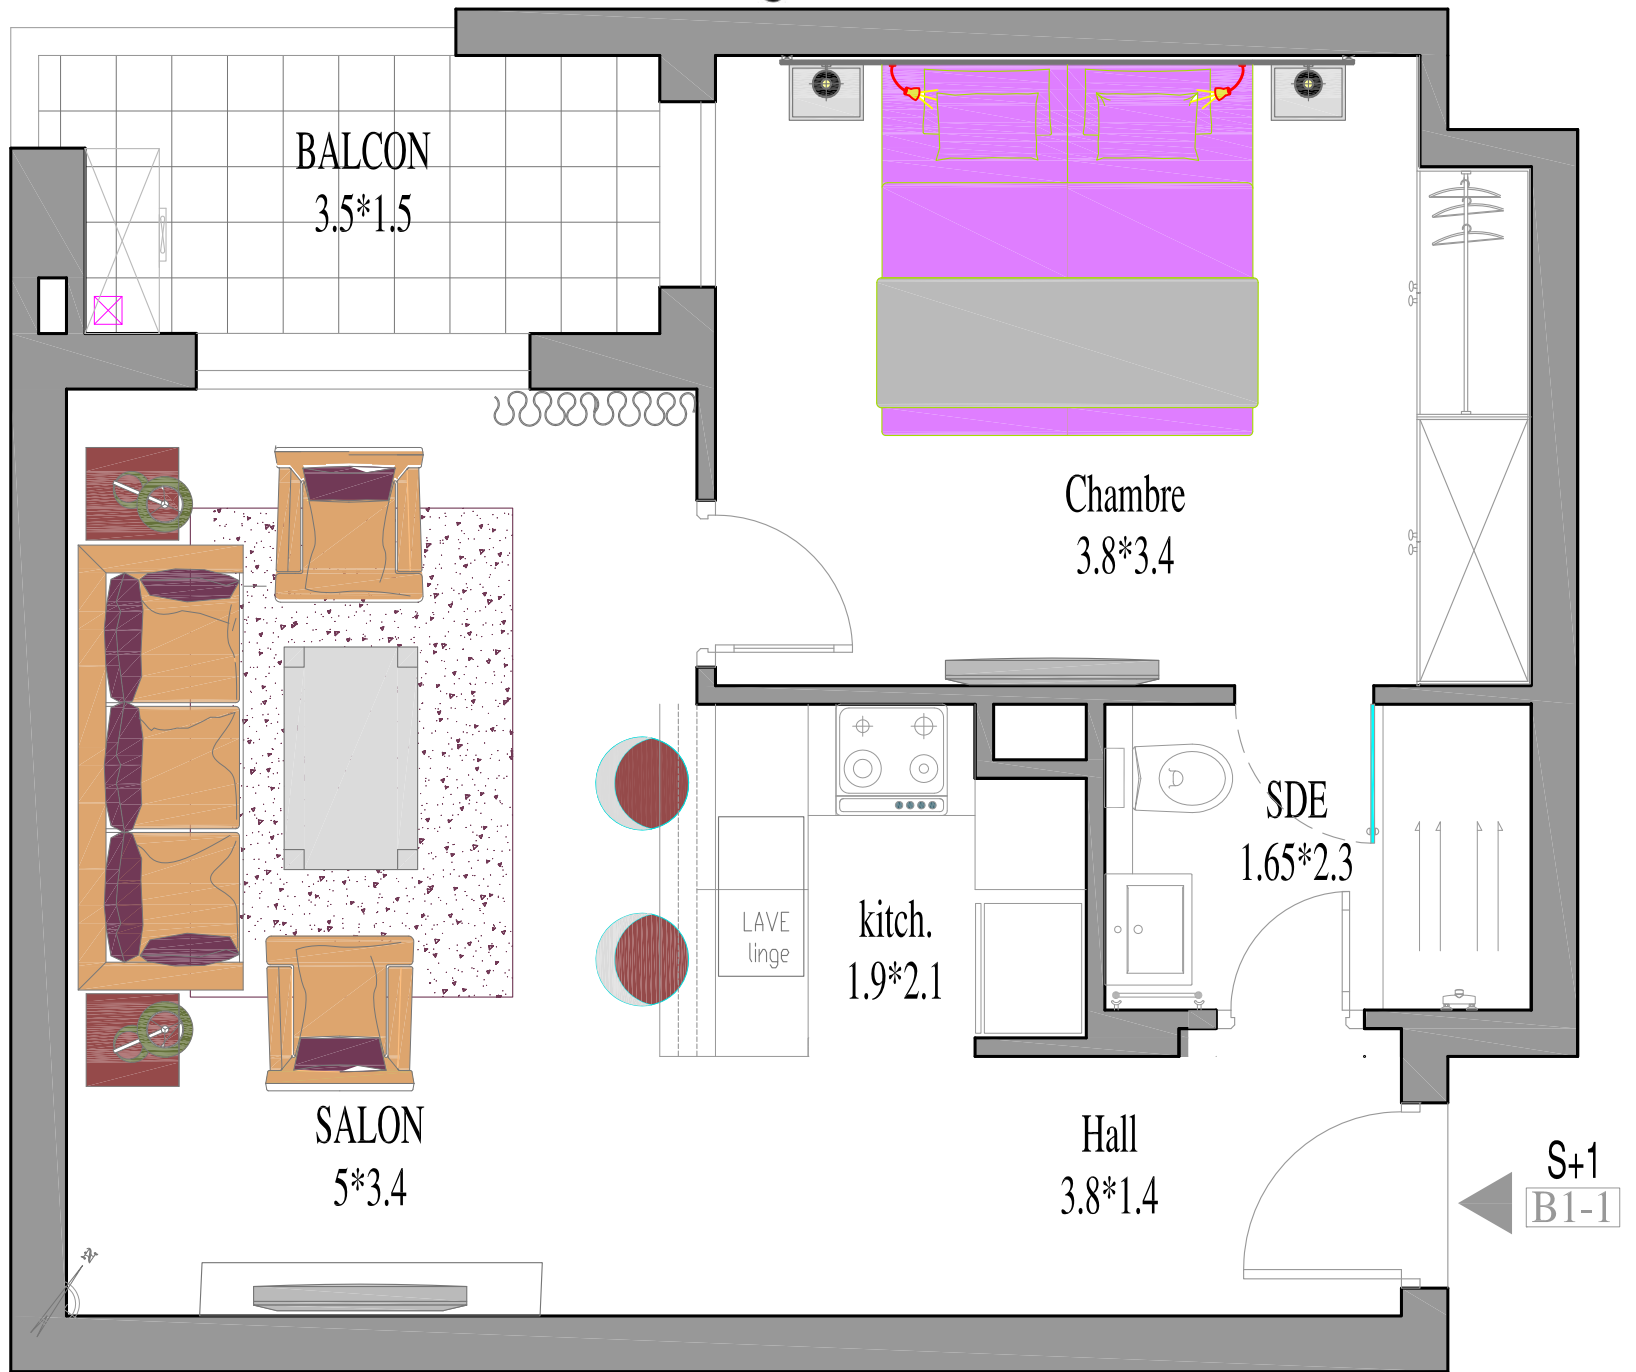 BALCON
3.5*1.5
Chambre
3.8*3.4
SDE
1.65*2.3
LAVE
linge
kitch.
1.9*2.1
SALON
5*3.4
Hall
3.8*1.4
S+1
B1-1